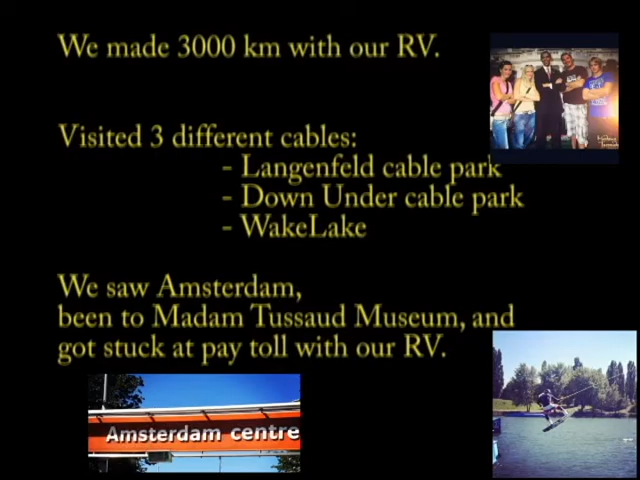 We made 3000 km with our RV.
Visited 3 different cables:
- Langenfeld cable park
- Down Under cable park
- WakeLake
We saw Amsterdam,
been to Madam Tussaud Museum, and
got stuck at pay toll with our RV.
Amsterdam centre